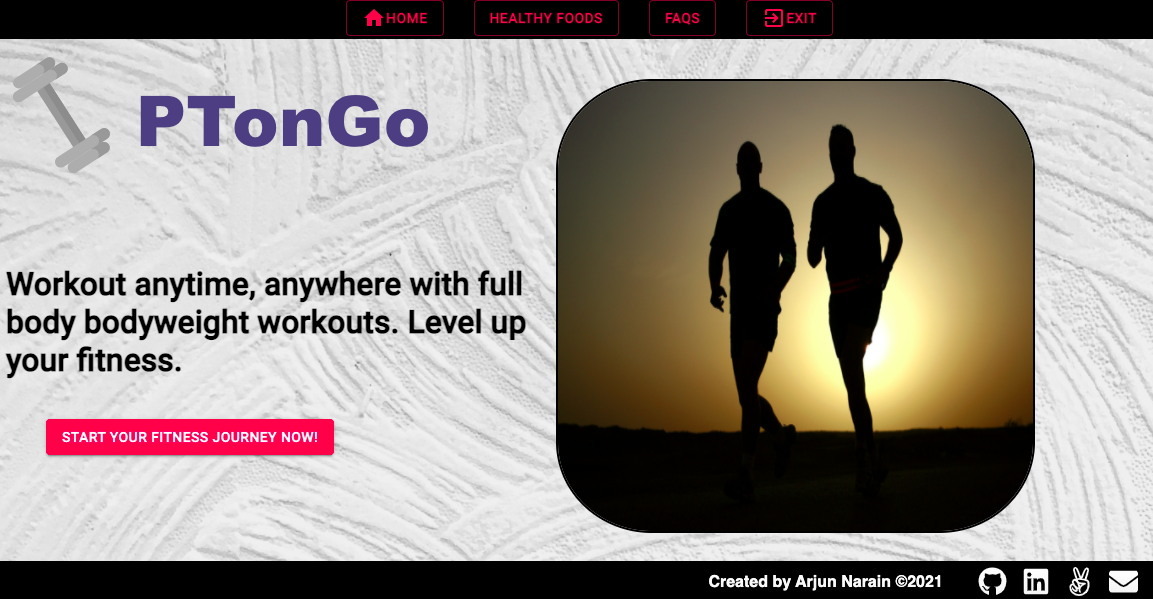 HOME HEALTHY FOODS FAQS EXIT
PTonGo
Workout anytime, anywhere with full
body bodyweight workouts. Level up
your fitness.
START YOUR FITNESS JOURNEY NOW!
Created by Arjun Narain ©2021
in